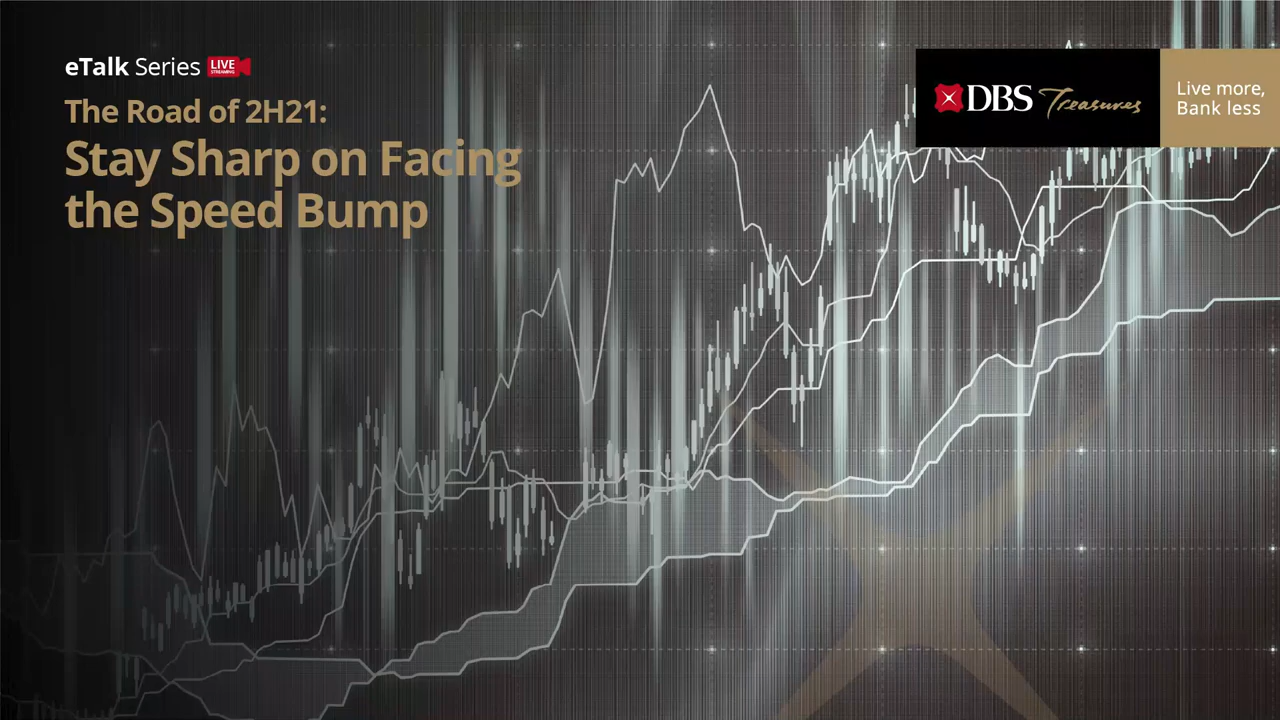 eTalk Series LIVE STREAMING
The Road of 2H21:
Stay Sharp on Facing
the Speed Bump
DBS Treasures
Live more,
Bank less